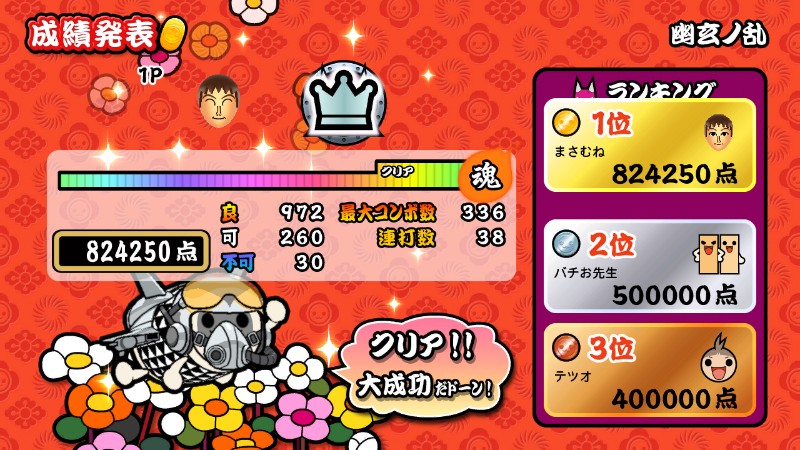 成績発表
幽玄ノ乱
1P
クリア
魂
良 972 最大コンボ数 336
可 260 連打数 38
不可 30
824250点
クリア!!
大成功だドーン!
ランキング
1位
まさむね
824250点
2位
バチお先生
500000点
3位
テツオ
400000点